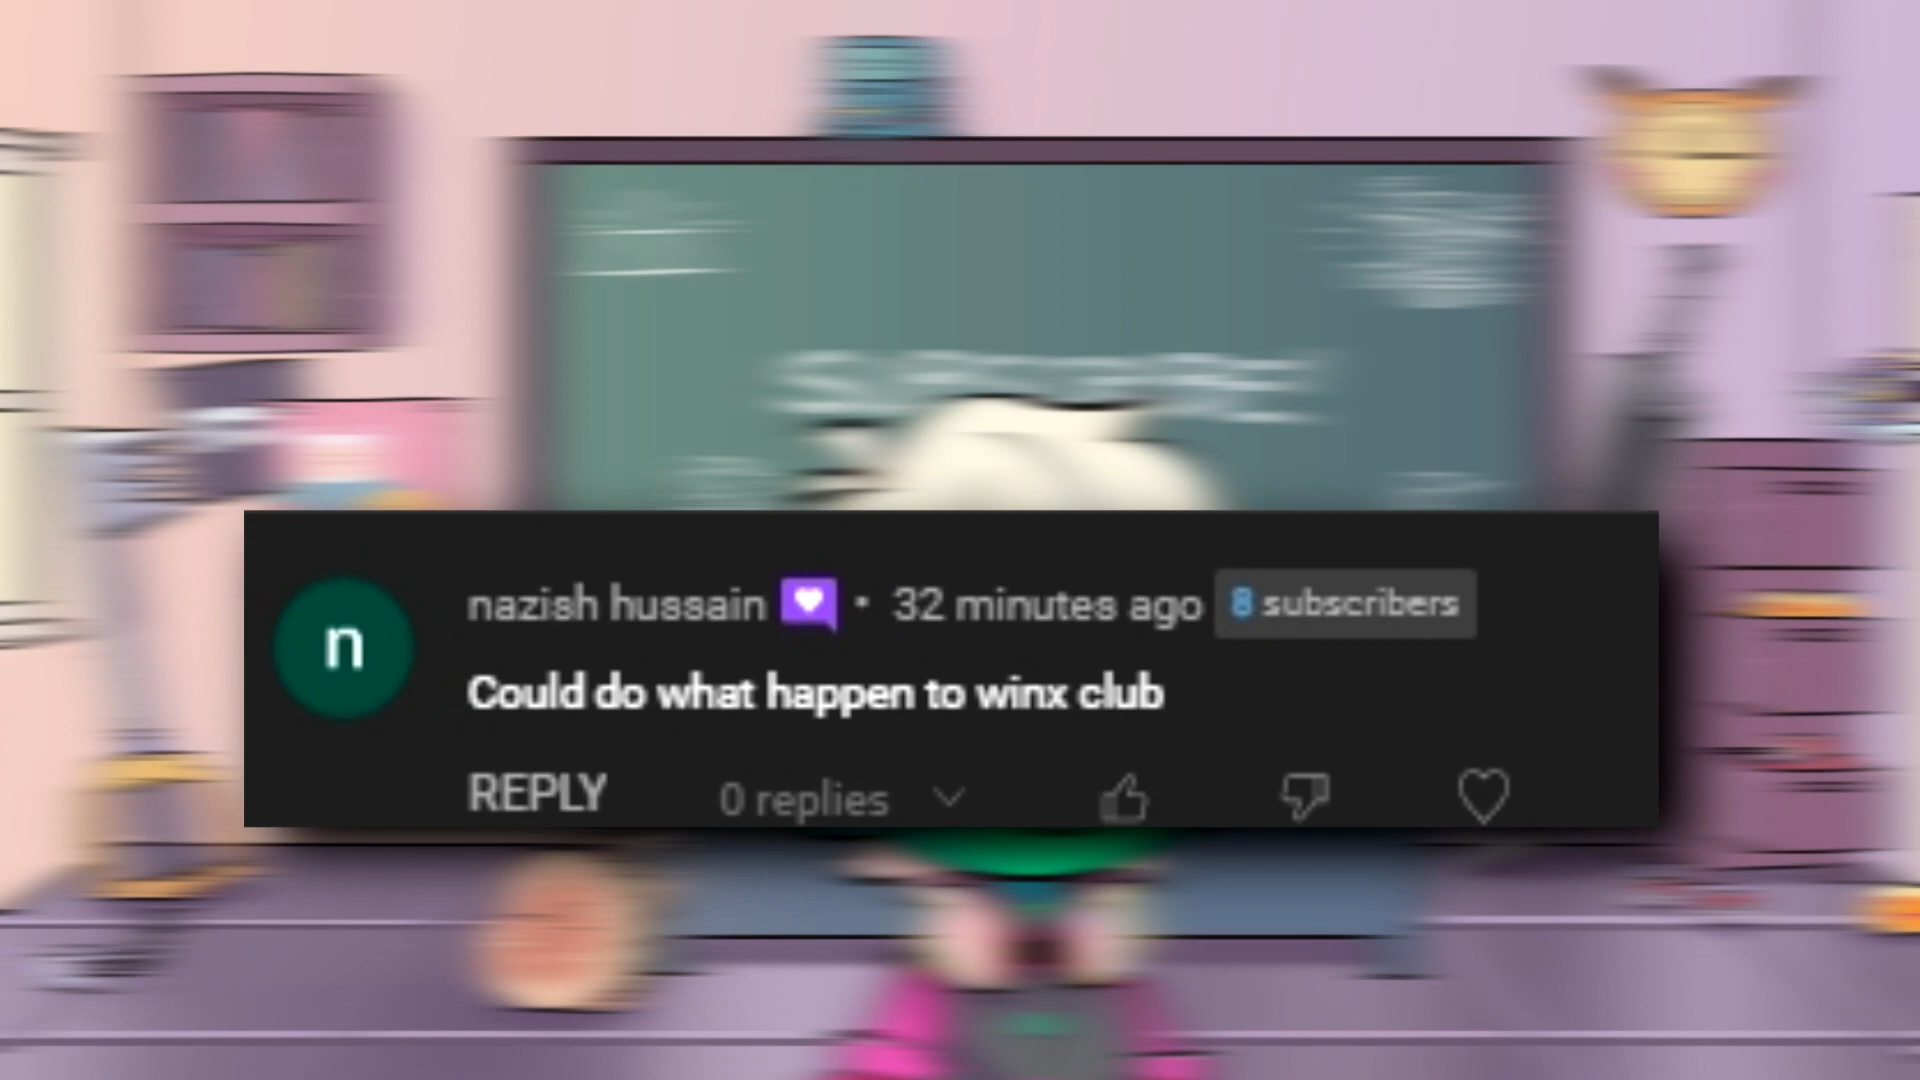 n
nazish hussain • 32 minutes ago 8 subscribers
Could do what happen to winx club
REPLY 0 replies